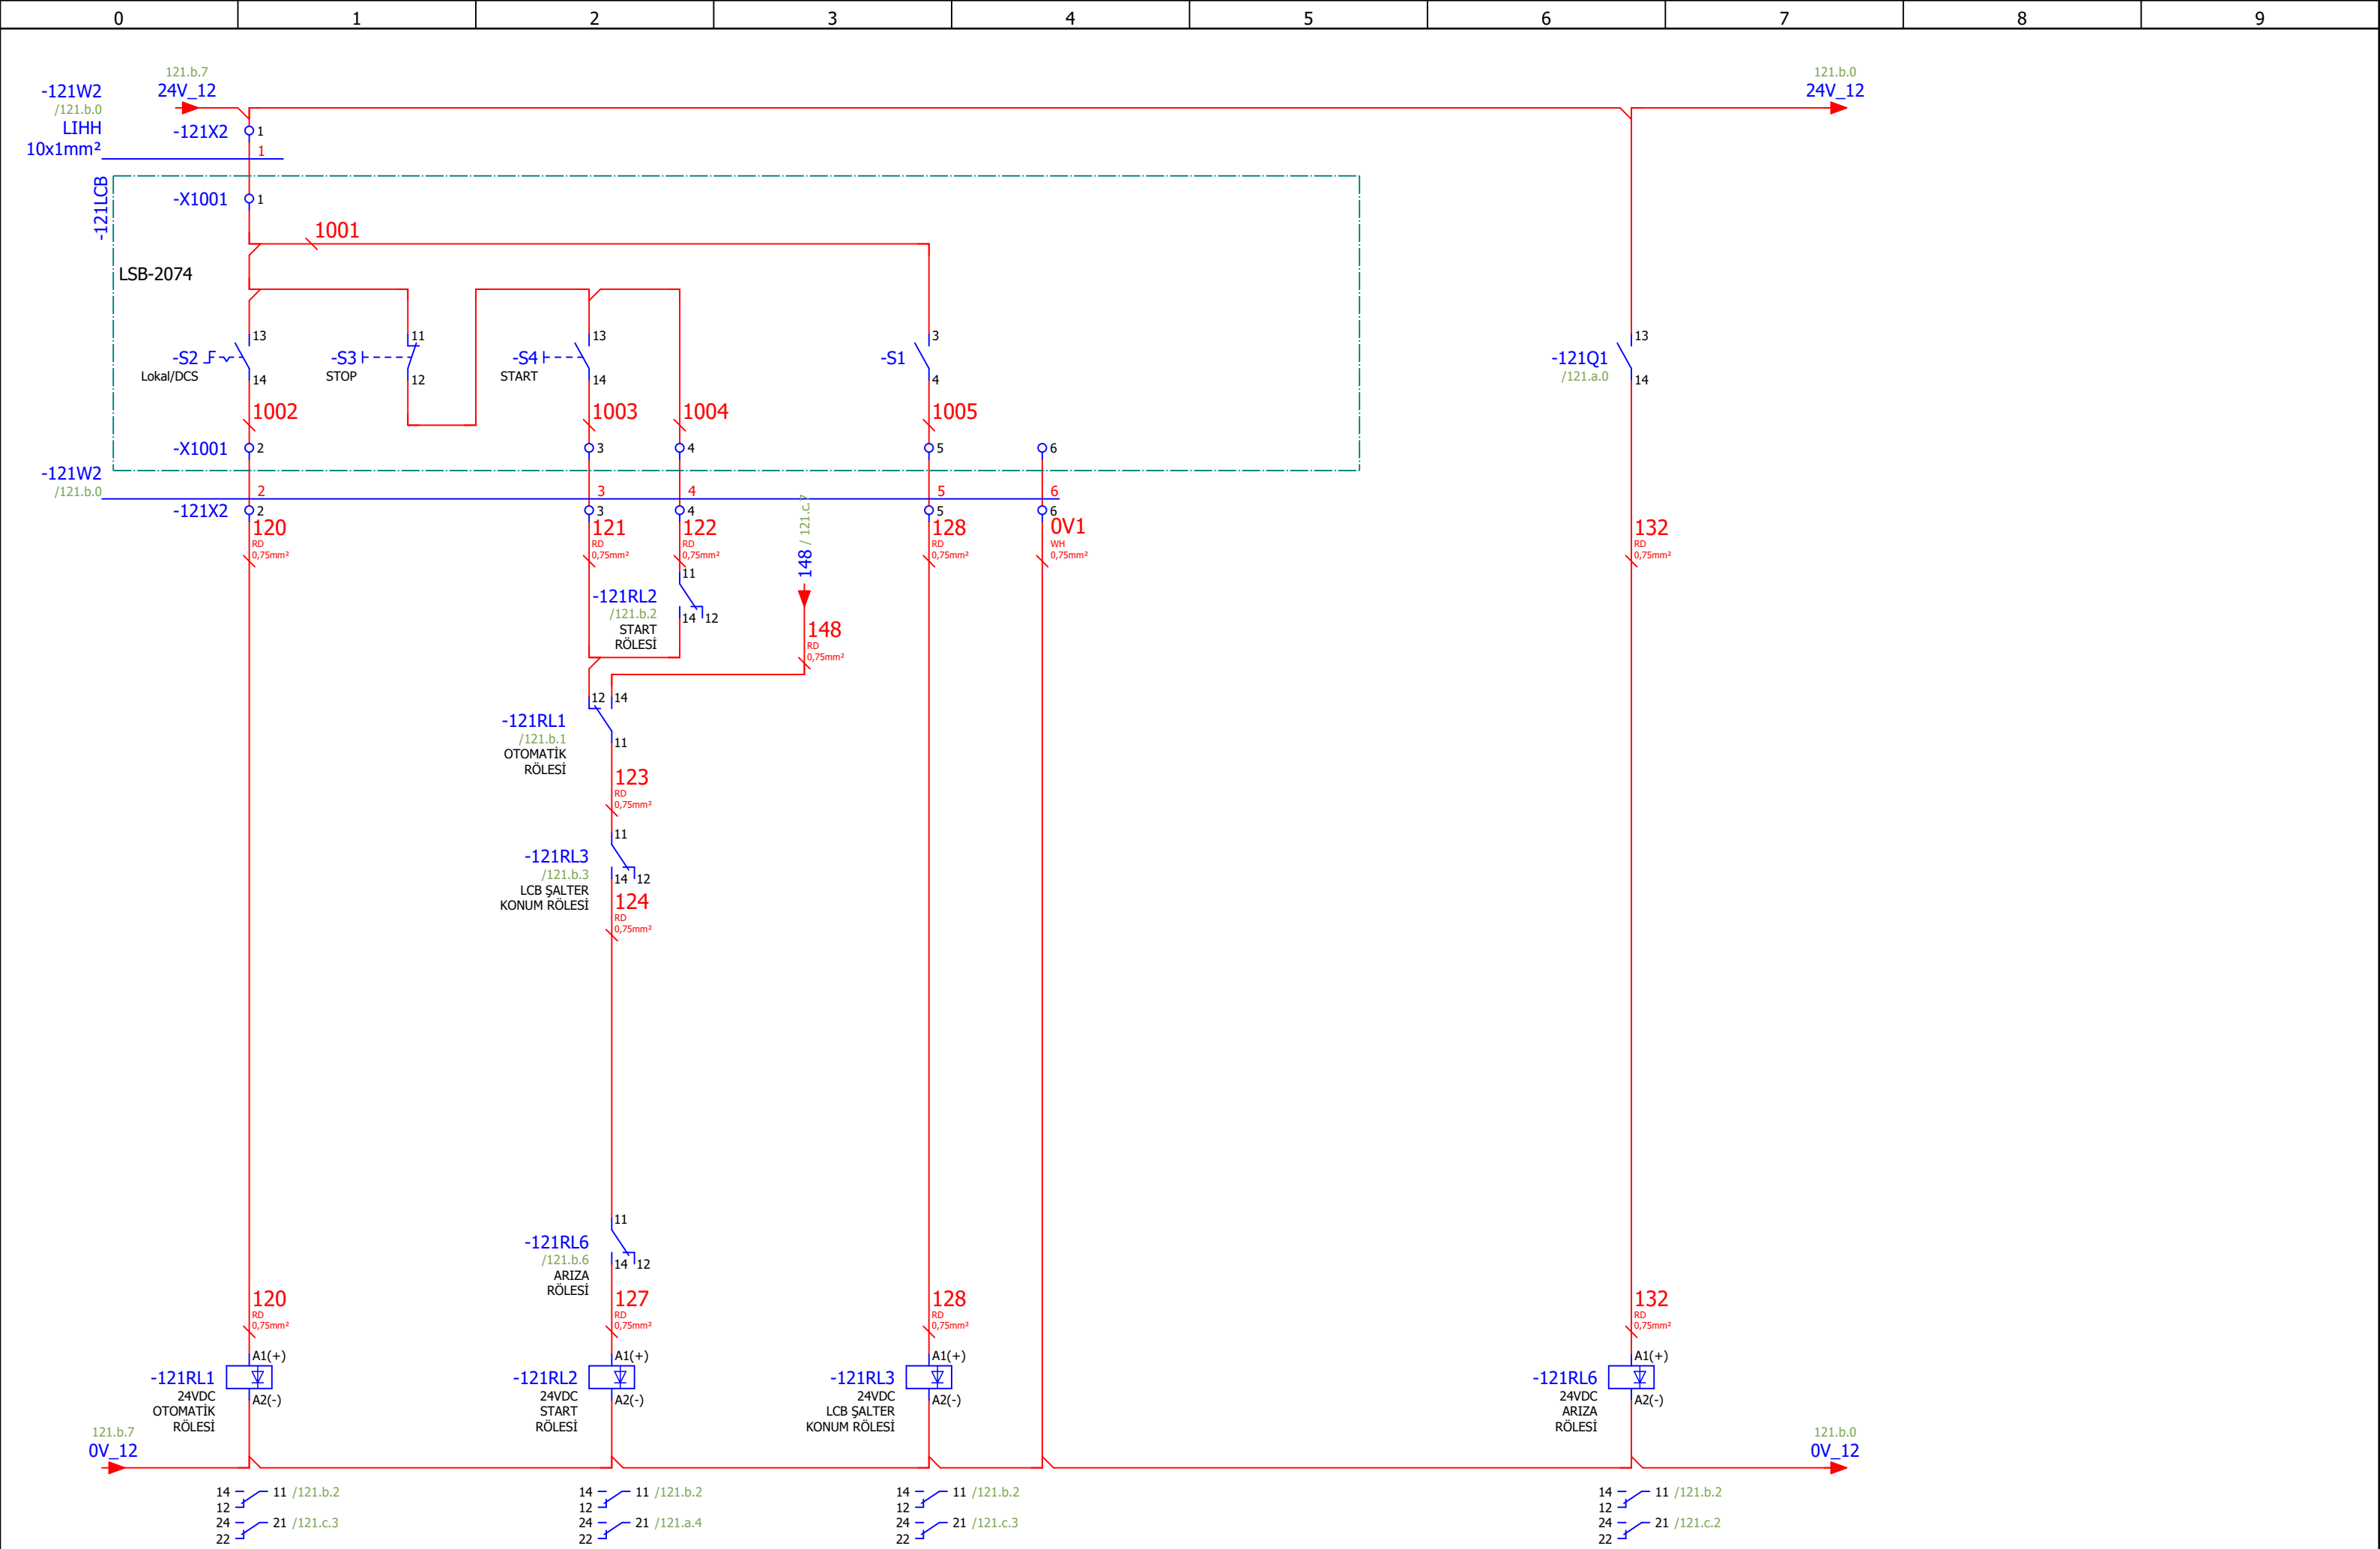 0 1 2 3 4 5 6 7 8 9
121.b.7
24V_12
121.b.0
24V_12
-121W2
/121.b.0
LIHH
10x1mm²
-121X2 1
1
-121LCB
-X1001 1
1001
LSB-2074
-S2 13
Lokal/DCS 14
-S3 11
STOP 12
-S4 13
START 14
-S1 3
4
-121Q1 13
/121.a.0 14
1002 1003 1004 1005
-X1001 2 3 4 5 6
-121W2
/121.b.0 2 3 4 5 6
-121X2 2 3 4 5 6
120
RD
0,75mm²
121
RD
0,75mm²
122
RD
0,75mm²
148 / 121.c.7
128
RD
0,75mm²
0V1
WH
0,75mm²
132
RD
0,75mm²
11
-121RL2
/121.b.2 14 12
START
RÖLESİ
148
RD
0,75mm²
12 14
-121RL1
/121.b.1 11
OTOMATİK
RÖLESİ
123
RD
0,75mm²
11
-121RL3
/121.b.3 14 12
LCB ŞALTER
KONUM RÖLESİ
124
RD
0,75mm²
11
-121RL6
/121.b.6 14 12
ARIZA
RÖLESİ
120
RD
0,75mm²
127
RD
0,75mm²
128
RD
0,75mm²
132
RD
0,75mm²
A1(+)
-121RL1
24VDC A2(-)
OTOMATİK
RÖLESİ
A1(+)
-121RL2
24VDC A2(-)
START
RÖLESİ
A1(+)
-121RL3
24VDC A2(-)
LCB ŞALTER
KONUM RÖLESİ
A1(+)
-121RL6
24VDC A2(-)
ARIZA
RÖLESİ
121.b.7
0V_12
121.b.0
0V_12
14 11 /121.b.2
12
24 21 /121.c.3
22
14 11 /121.b.2
12
24 21 /121.a.4
22
14 11 /121.b.2
12
24 21 /121.c.3
22
14 11 /121.b.2
12
24 21 /121.c.2
22